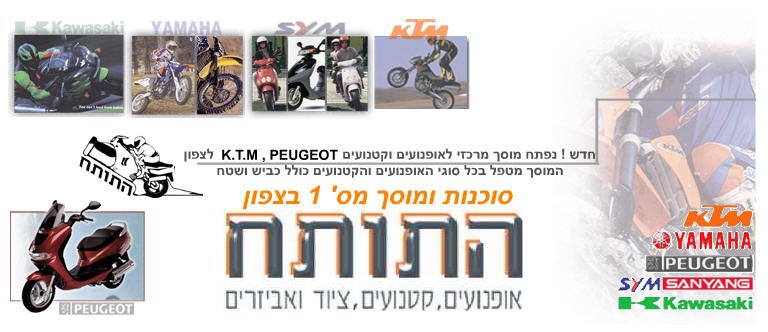 Kawasaki
YAMAHA
SYM
KTM
חדש ! נפתח מוסך מרכזי לאופנועים וקטנועים K.T.M , PEUGEOT לצפון
המוסך מטפל בכל סוגי האופנועים והקטנועים כולל כביש ושטח
התותח
סוכנות ומוסך מס' 1 בצפון
התותח
אופנועים,קטנועים,ציוד ואביזרים
PEUGEOT
KTM
YAMAHA
PEUGEOT
SYM SANYANG
Kawasaki